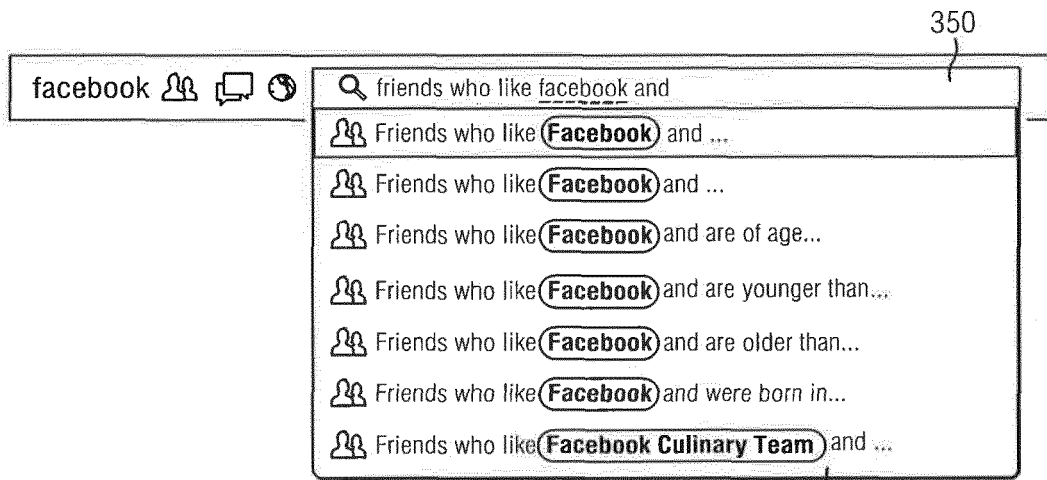 350
facebook
friends who like facebook and
Friends who like Facebook and ...
Friends who like Facebook and ...
Friends who like Facebook and are of age...
Friends who like Facebook and are younger than...
Friends who like Facebook and are older than...
Friends who like Facebook and were born in...
Friends who like Facebook Culinary Team and ...